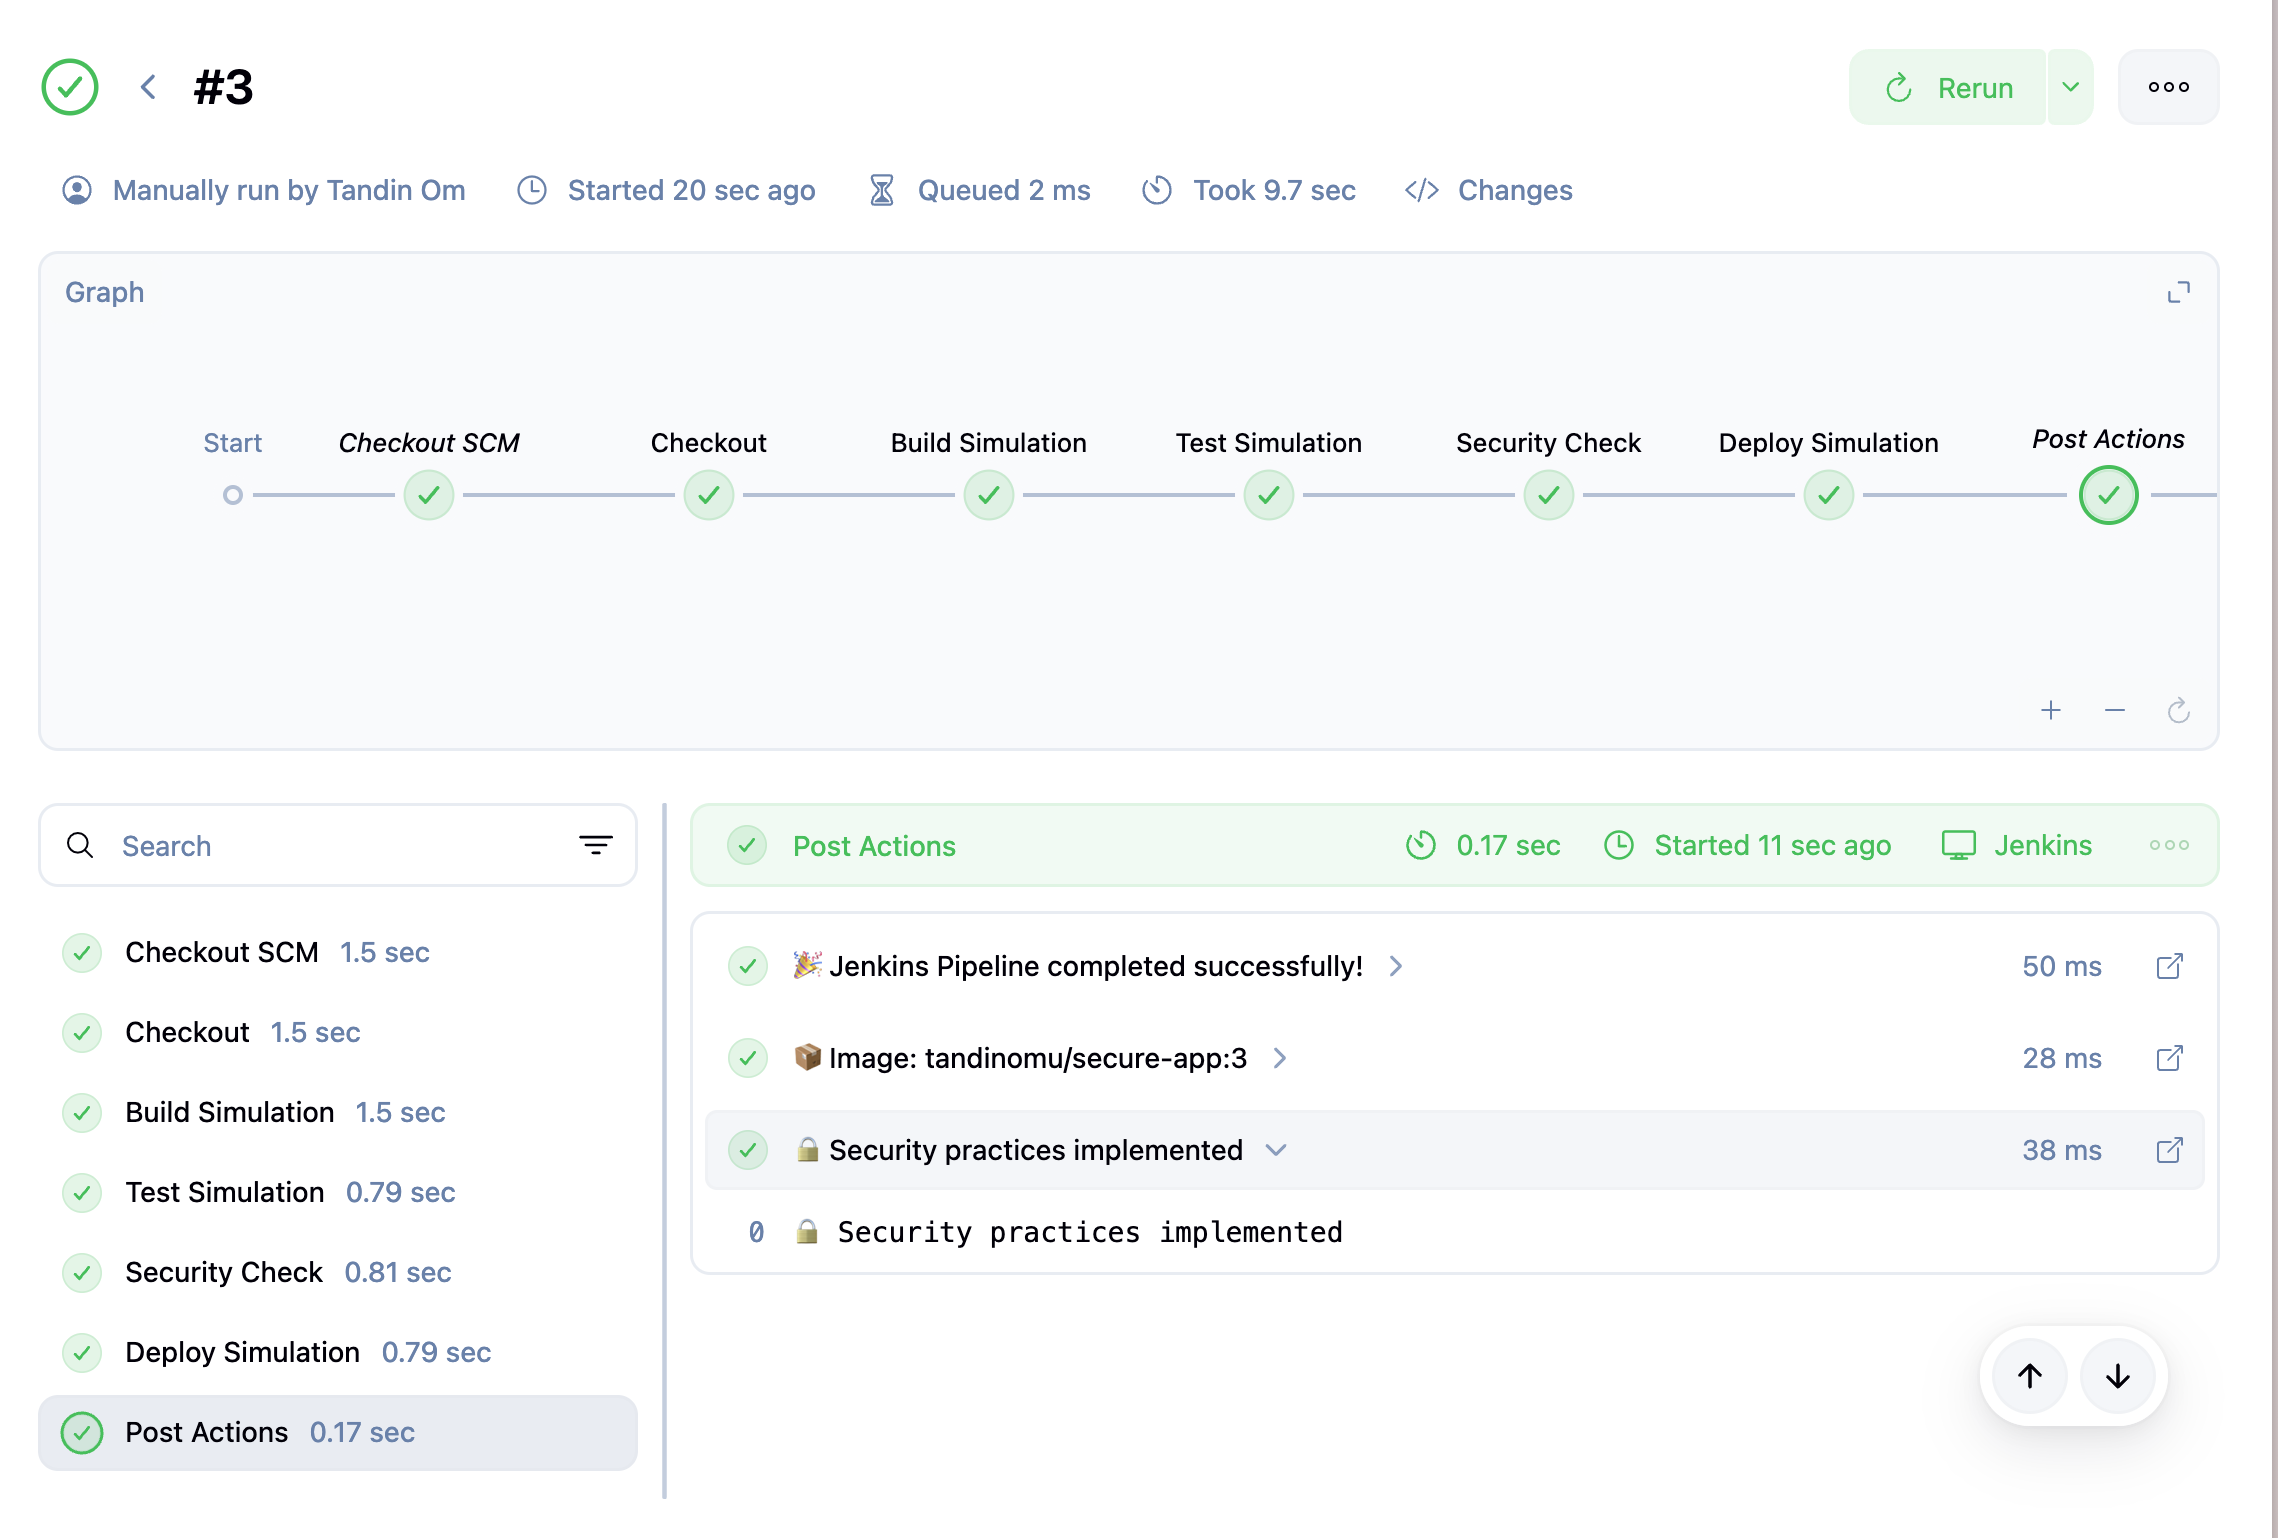 #3
Rerun
Manually run by Tandin Om Started 20 sec ago Queued 2 ms Took 9.7 sec Changes
Graph
Start Checkout SCM Checkout Build Simulation Test Simulation Security Check Deploy Simulation Post Actions
Search
Checkout SCM 1.5 sec
Checkout 1.5 sec
Build Simulation 1.5 sec
Test Simulation 0.79 sec
Security Check 0.81 sec
Deploy Simulation 0.79 sec
Post Actions 0.17 sec
Post Actions 0.17 sec Started 11 sec ago Jenkins
🎉 Jenkins Pipeline completed successfully! 50 ms
📦 Image: tandinomu/secure-app:3 28 ms
🔒 Security practices implemented 38 ms
0 🔒 Security practices implemented